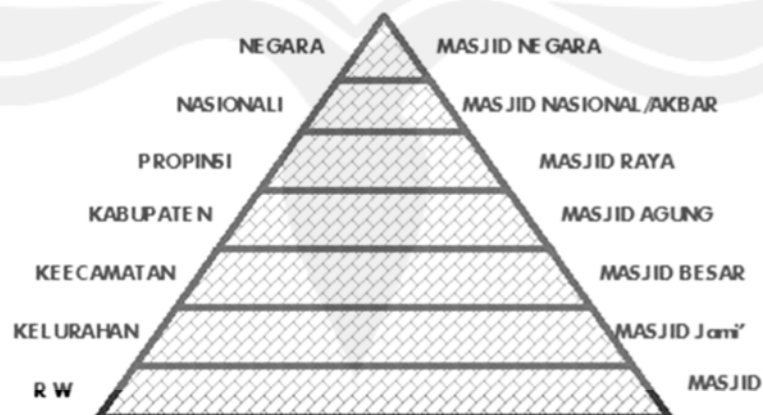 NEGARA MASJID NEGARA
NASIONALI MASJID NASIONAL/AKBAR
PROPINSI MASJID RAYA
KABUPATEN MASJID AGUNG
KEECAMATAN MASJID BESAR
KELURAHAN MASJID Jami’
RW MASJID